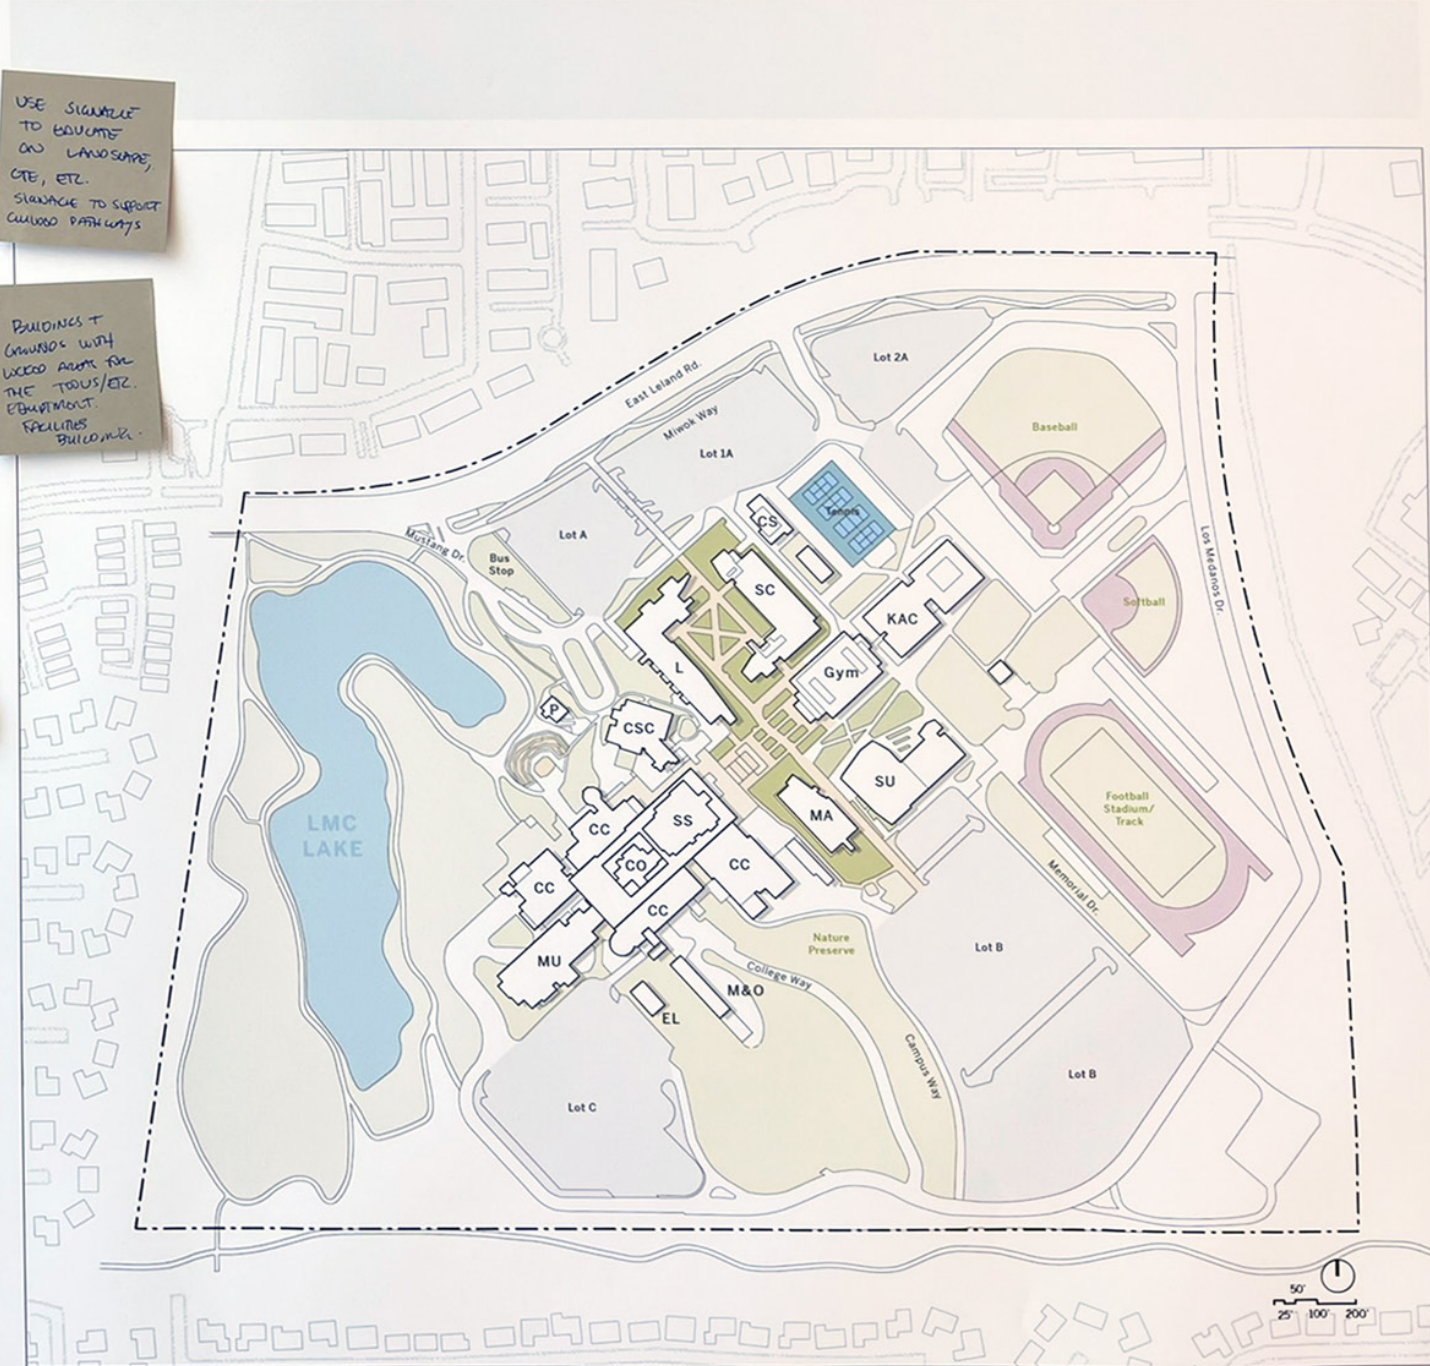 USE SIGNAGE
TO EDUCATE
ON LANDSCAPE,
CTE, ETC.
SIGNAGE TO SUPPORT
GUIDED PATHWAYS
BUILDINGS +
GROUNDS WITH
LOCKED AREAS FOR
THE TOOLS/ETC.
EQUIPTMENT.
FACILITIES
BUILDING.
East Leland Rd.
Lot 2A
Miwok Way
Lot 1A
Baseball
Tennis
CS
Lot A
Mustang Dr.
Bus
Stop
Los Medanos Dr.
SC
Softball
KAC
L
Gym
P
CSC
SU
MA
Football
Stadium/
Track
LMC
LAKE
CC
SS
CO
CC
CC
CC
Memorial Dr.
MU
Nature
Preserve
Lot B
College Way
M&O
EL
Campus Way
Lot B
Lot C
50'
25' 100' 200'